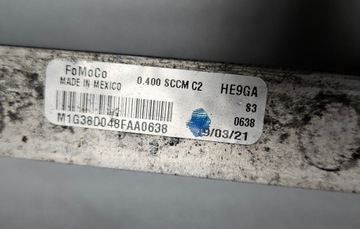 FoMoCo
MADE IN MEXICO 0.400 SCCM C2 HE9GA
83
0638
M1G38D048FAA0638 19/03/21